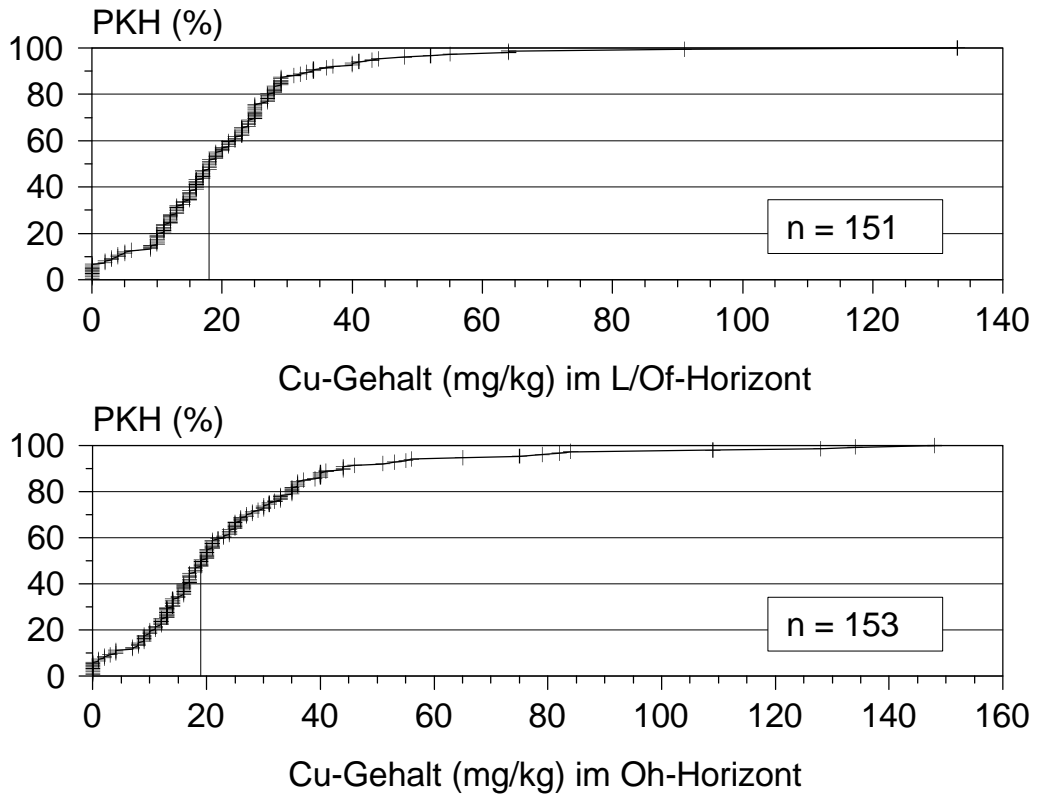 PKH (%)
100
80
60
40
20
0
n = 151
0 20 40 60 80 100 120 140
Cu-Gehalt (mg/kg) im L/Of-Horizont
PKH (%)
100
80
60
40
20
0
n = 153
0 20 40 60 80 100 120 140 160
Cu-Gehalt (mg/kg) im Oh-Horizont